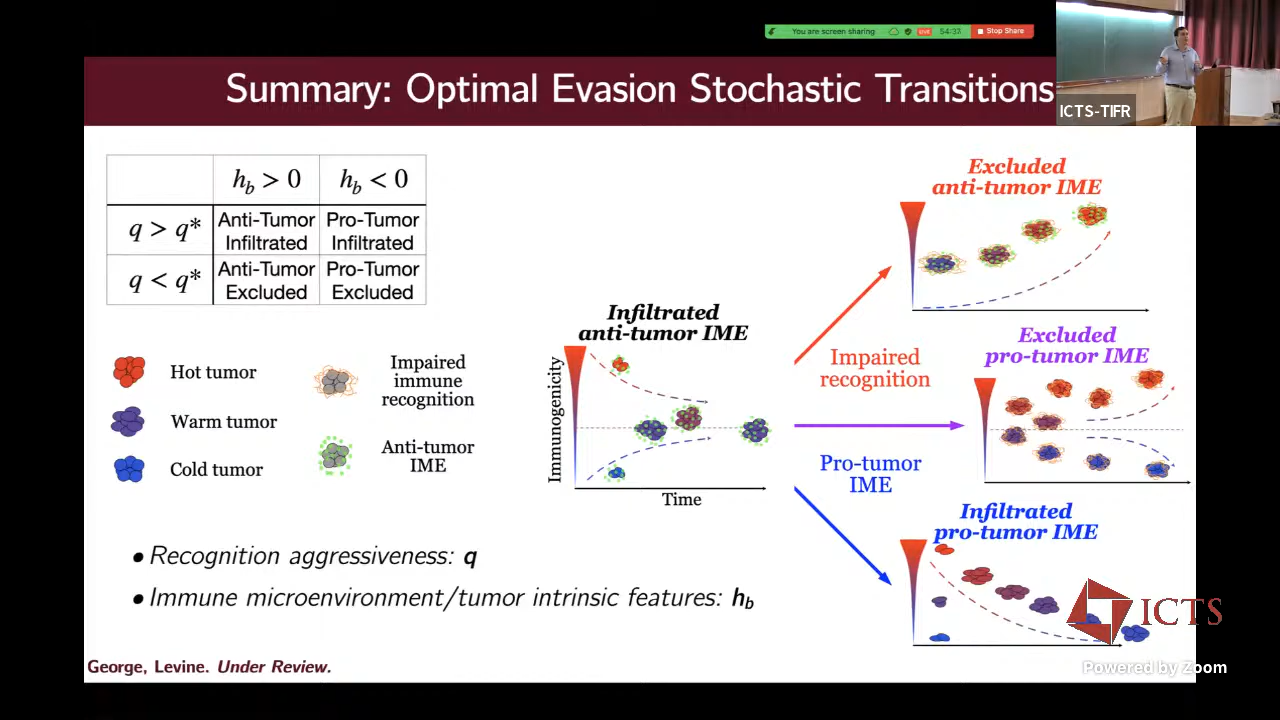 You are screen sharing
LIVE
54:37
Stop Share
Summary: Optimal Evasion Stochastic Transitions
ICTS-TIFR
h_b > 0
h_b < 0
q > q*
Anti-Tumor
Infiltrated
Pro-Tumor
Infiltrated
q < q*
Anti-Tumor
Excluded
Pro-Tumor
Excluded
Hot tumor
Warm tumor
Cold tumor
Impaired
immune
recognition
Anti-tumor
IME
Infiltrated
anti-tumor IME
Immunogenicity
Time
Impaired
recognition
Pro-tumor
IME
Excluded
anti-tumor IME
Excluded
pro-tumor IME
Infiltrated
pro-tumor IME
• Recognition aggressiveness: q
• Immune microenvironment/tumor intrinsic features: h_b
George, Levine. Under Review.
ICTS
Powered by Zoom